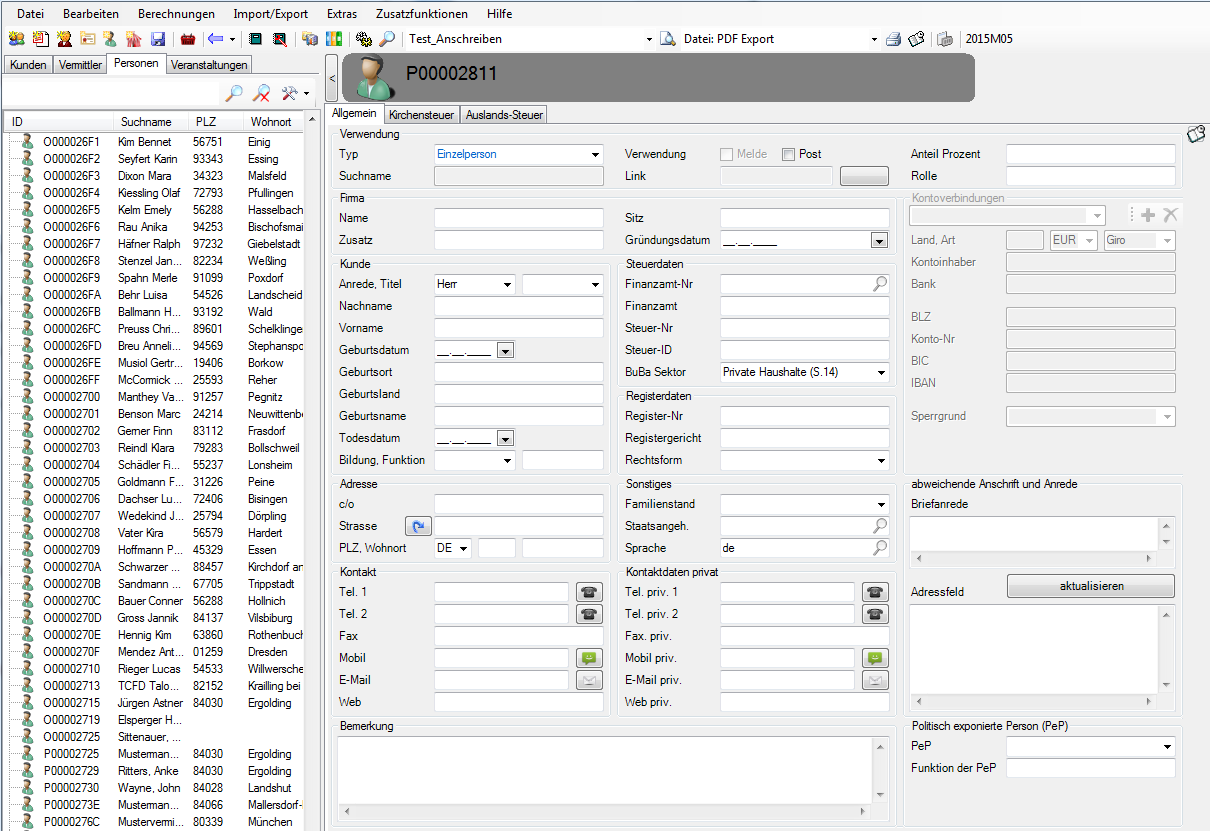 Datei Bearbeiten Berechnungen Import/Export Extras Zusatzfunktionen Hilfe
Test_Anschreiben Datei: PDF Export 2015M05
Kunden Vermittler Personen Veranstaltungen
< P00002811
Allgemein Kirchensteuer Auslands-Steuer
ID Suchname PLZ Wohnort
O000026F1 Kim Bennet 56751 Einig
O000026F2 Seyfert Karin 93343 Essing
O000026F3 Dixon Mara 34323 Malsfeld
O000026F4 Kiessling Olaf 72793 Pfullingen
O000026F5 Kelm Emely 56288 Hasselbach
O000026F6 Rau Anika 94253 Bischofsmai
O000026F7 Häfner Ralph 97232 Giebelstadt
O000026F8 Stenzel Jan... 82234 Weßling
O000026F9 Spahn Merle 91099 Poxdorf
O000026FA Behr Luisa 54526 Landscheid
O000026FB Ballmann H... 93192 Wald
O000026FC Preuss Chri... 89601 Schelklinge
O000026FD Breu Anneli... 94569 Stephanspo
O000026FE Musiol Gertr... 19406 Borkow
O000026FF McCormick ... 25593 Reher
O00002700 Manthey Va... 91257 Pegnitz
O00002701 Benson Marc 24214 Neuwittenbe
O00002702 Gerner Finn 83112 Frasdorf
O00002703 Reindl Klara 79283 Bollschweil
O00002704 Schädler Fi... 55237 Lonsheim
O00002705 Goldmann F... 31226 Peine
O00002706 Dachser Lu... 72406 Bisingen
O00002707 Wedekind J... 25794 Dörpling
O00002708 Vater Kira 56579 Hardert
O00002709 Hoffmann P... 45329 Essen
O0000270A Schwarzer ... 88457 Kirchdorf an
O0000270B Sandmann ... 67705 Trippstadt
O0000270C Bauer Conner 56288 Hollnich
O0000270D Gross Jannik 84137 Vilsbiburg
O0000270E Hennig Kim 63860 Rothenbuch
O0000270F Mendez Ant... 01259 Dresden
O00002710 Rieger Lucas 54533 Willwersche
O00002713 TCFD Talo... 82152 Krailling bei
O00002715 Jürgen Astner 84030 Ergolding
O00002719 Elsperger H...
O00002725 Sittenauer, ...
P00002725 Musterman... 84030 Ergolding
P00002729 Ritters, Anke 84030 Ergolding
P00002730 Wayne, John 84028 Landshut
P0000273E Musterman... 84066 Mallersdorf-
P0000276C Mustervermi... 80339 München
Verwendung
Typ Einzelperson Verwendung Melde Post Anteil Prozent
Suchname Link Rolle
Firma
Name Sitz
Zusatz Gründungsdatum __.__.____
Kontoverbindungen
Land, Art EUR Giro
Kontoinhaber
Bank
BLZ
Konto-Nr
BIC
IBAN
Sperrgrund
Kunde
Anrede, Titel Herr
Nachname
Vorname
Geburtsdatum __.__.____
Geburtsort
Geburtsland
Geburtsname
Todesdatum __.__.____
Bildung, Funktion
Steuerdaten
Finanzamt-Nr
Finanzamt
Steuer-Nr
Steuer-ID
BuBa Sektor Private Haushalte (S.14)
Registerdaten
Register-Nr
Registergericht
Rechtsform
Adresse
c/o
Strasse
PLZ, Wohnort DE
Sonstiges
Familienstand
Staatsangeh.
Sprache de
abweichende Anschrift und Anrede
Briefanrede
Adressfeld aktualisieren
Kontakt
Tel. 1
Tel. 2
Fax
Mobil
E-Mail
Web
Kontaktdaten privat
Tel. priv. 1
Tel. priv. 2
Fax. priv.
Mobil priv.
E-Mail priv.
Web priv.
Bemerkung
Politisch exponierte Person (PeP)
PeP
Funktion der PeP